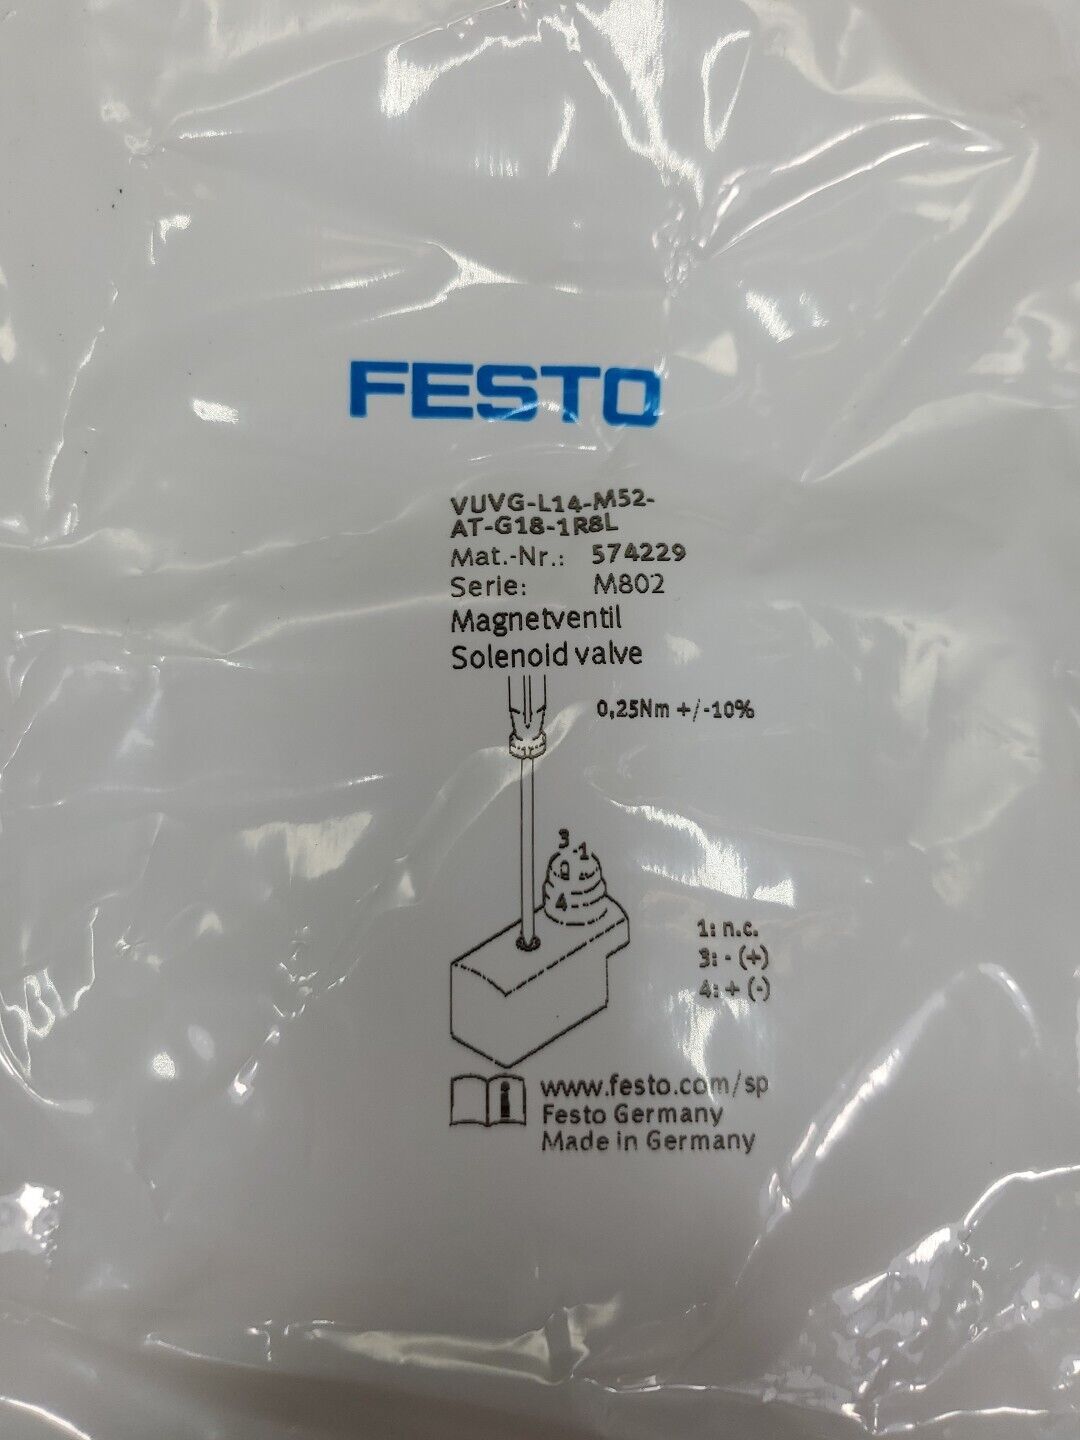 FESTO
VUVG-L14-M52-
AT-G18-1R8L
Mat.-Nr.: 574229
Serie: M802
Magnetventil
Solenoid valve
0,25Nm +/-10%
3
1
4
1: n.c.
3: - (+)
4: + (-)
i
www.festo.com/sp
Festo Germany
Made in Germany